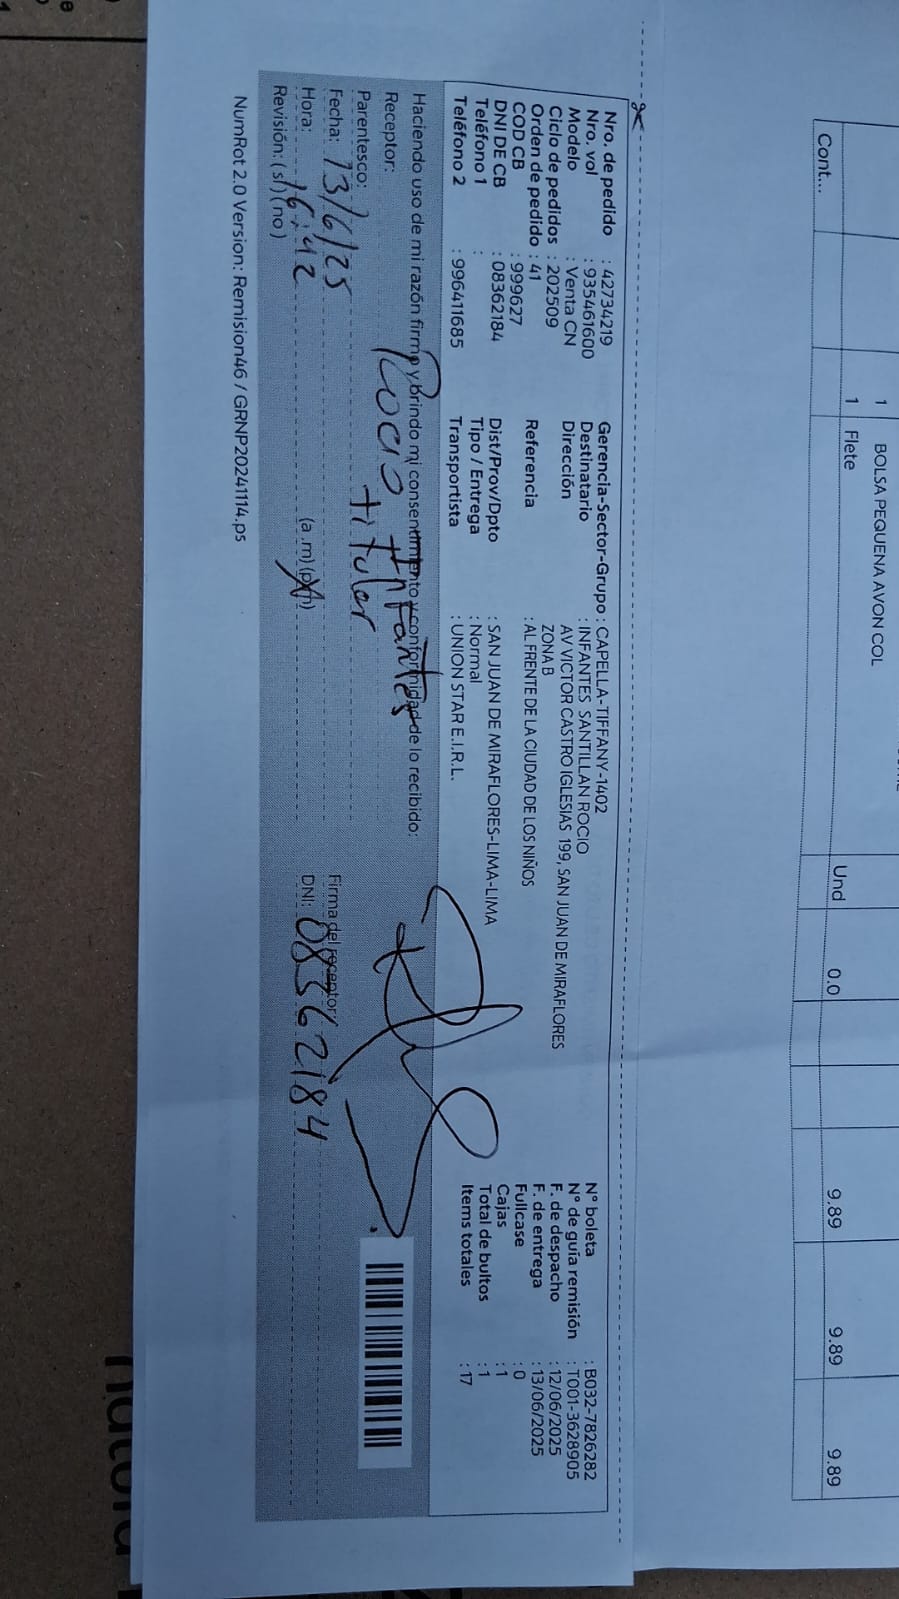 1 BOLSA PEQUENA AVON COL
1 Flete Und 0.0 9.89 9.89 9.89
Cont...
Nro. de pedido : 42734219
Nro. vol : 935461600
Modelo : Venta CN
Ciclo de pedidos : 202509
Orden de pedido : 41
COD CB : 999627
DNI DE CB : 08362184
Teléfono 1 :
Teléfono 2 : 996411685
Gerencia-Sector-Grupo : CAPELLA-TIFFANY-1402
Destinatario : INFANTES SANTILLAN ROCIO
Dirección AV VICTOR CASTRO IGLESIAS 199, SAN JUAN DE MIRAFLORES
ZONA B
Referencia : AL FRENTE DE LA CIUDAD DE LOS NIÑOS
Dist/Prov/Dpto : SAN JUAN DE MIRAFLORES-LIMA-LIMA
Tipo / Entrega : Normal
Transportista : UNION STAR E.I.R.L.
N° boleta : B032-7826282
N° de guía remisión : T001-3628905
F. de despacho : 12/06/2025
F. de entrega : 13/06/2025
Fullcase : 0
Cajas : 1
Total de bultos : 1
Items totales : 17
Haciendo uso de mi razón firmo y brindo mi consentimiento y conformidad de lo recibido:
Receptor: Rocio Infantes
Parentesco: titular
Fecha: 13/6/25 Firma del receptor
Hora: 16:42 (a.m) (p.m) DNI: 08362184
Revisión: (si) (no)
NumRot 2.0 Version: Remision46 / GRNP20241114.ps